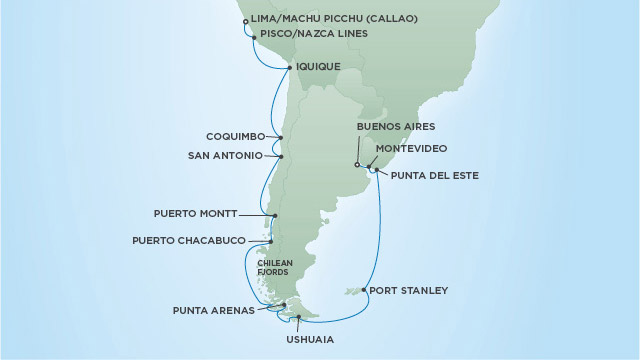 LIMA/MACHU PICCHU (CALLAO)
PISCO/NAZCA LINES
IQUIQUE
BUENOS AIRES
COQUIMBO
MONTEVIDEO
SAN ANTONIO
PUNTA DEL ESTE
PUERTO MONTT
PUERTO CHACABUCO
CHILEAN
FJORDS
PORT STANLEY
PUNTA ARENAS
USHUAIA